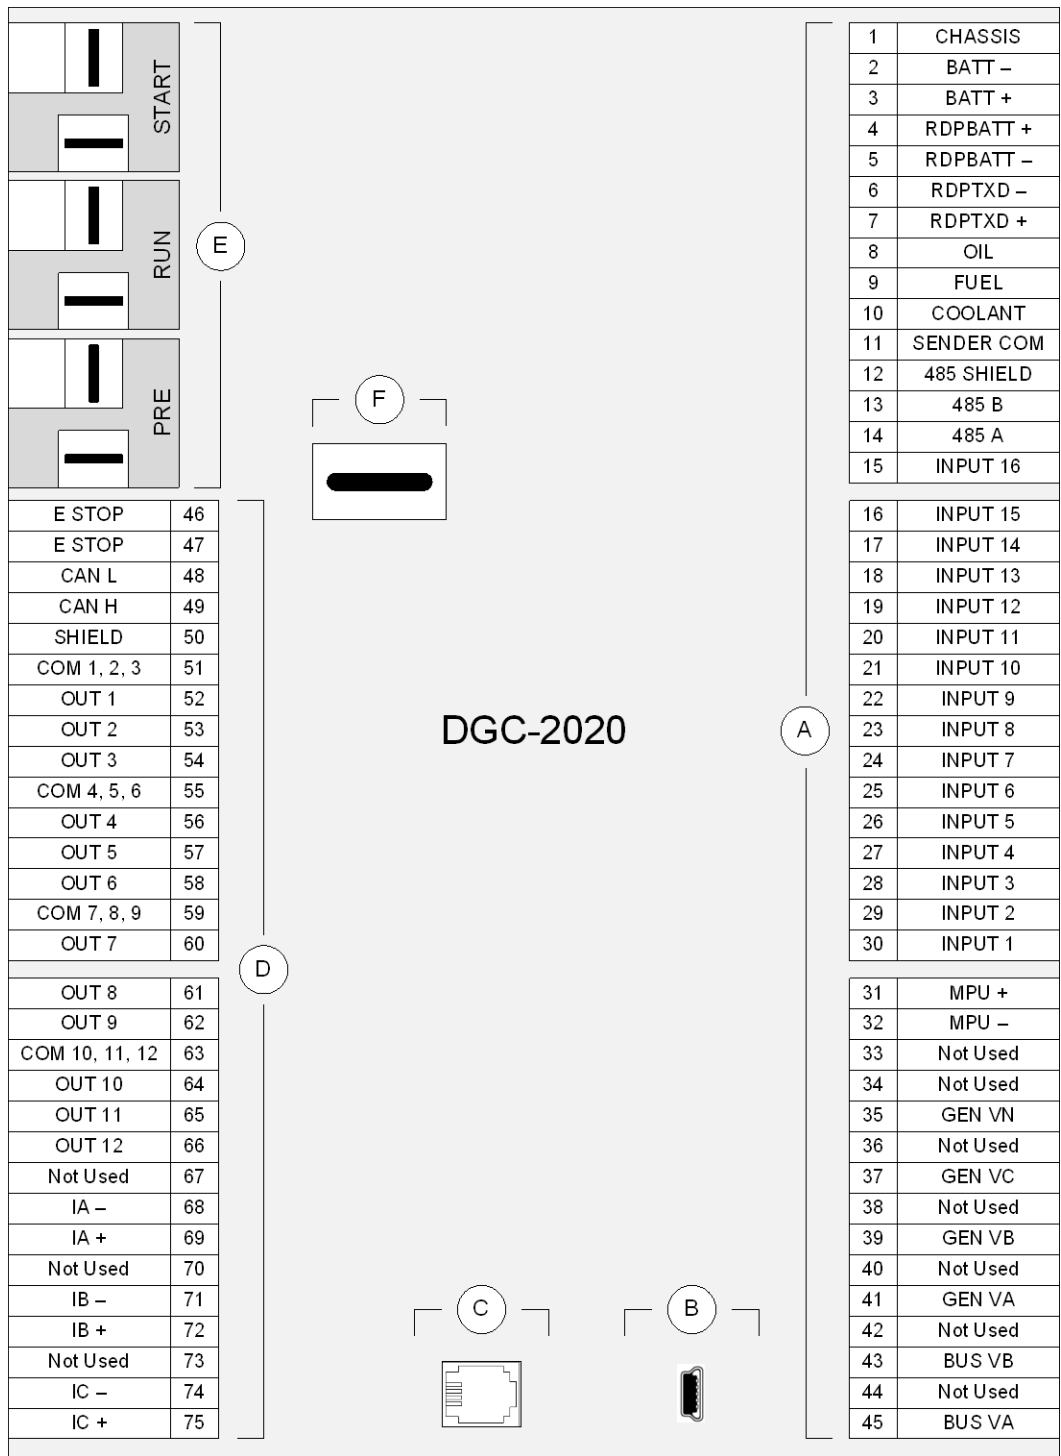 START
RUN
PRE
E
F
E STOP 46
E STOP 47
CAN L 48
CAN H 49
SHIELD 50
COM 1, 2, 3 51
OUT 1 52
OUT 2 53
OUT 3 54
COM 4, 5, 6 55
OUT 4 56
OUT 5 57
OUT 6 58
COM 7, 8, 9 59
OUT 7 60
OUT 8 61
OUT 9 62
COM 10, 11, 12 63
OUT 10 64
OUT 11 65
OUT 12 66
Not Used 67
IA – 68
IA + 69
Not Used 70
IB – 71
IB + 72
Not Used 73
IC – 74
IC + 75
D
DGC-2020
C
B
A
1 CHASSIS
2 BATT –
3 BATT +
4 RDPBATT +
5 RDPBATT –
6 RDPTXD –
7 RDPTXD +
8 OIL
9 FUEL
10 COOLANT
11 SENDER COM
12 485 SHIELD
13 485 B
14 485 A
15 INPUT 16
16 INPUT 15
17 INPUT 14
18 INPUT 13
19 INPUT 12
20 INPUT 11
21 INPUT 10
22 INPUT 9
23 INPUT 8
24 INPUT 7
25 INPUT 6
26 INPUT 5
27 INPUT 4
28 INPUT 3
29 INPUT 2
30 INPUT 1
31 MPU +
32 MPU –
33 Not Used
34 Not Used
35 GEN VN
36 Not Used
37 GEN VC
38 Not Used
39 GEN VB
40 Not Used
41 GEN VA
42 Not Used
43 BUS VB
44 Not Used
45 BUS VA